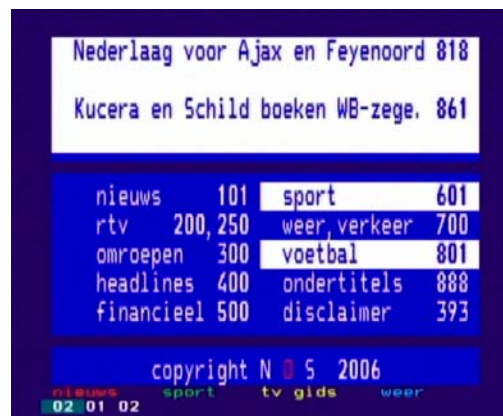 Nederlaag voor Ajax en Feyenoord 818
Kucera en Schild boeken WB-zege. 861
nieuws 101 sport 601
rtv 200,250 weer,verkeer 700
omroepen 300 voetbal 801
headlines 400 ondertitels 888
financieel 500 disclaimer 393
copyright N O S 2006
nieuws sport tv gids weer
02 01 02